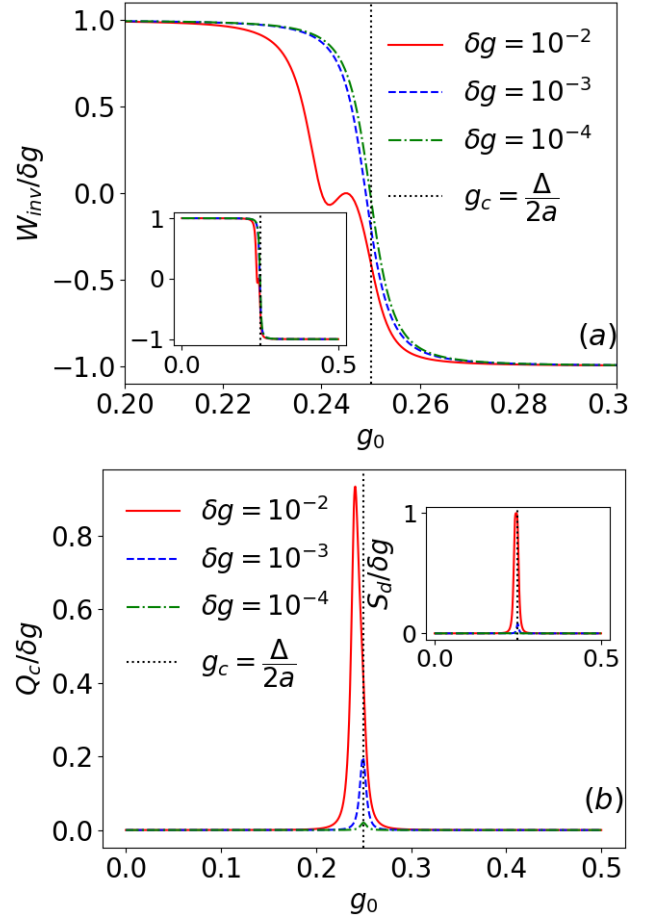 W_inv/δg
1.0
0.5
0.0
−0.5
−1.0
δg = 10⁻²
δg = 10⁻³
δg = 10⁻⁴
g_c = Δ/2a
1
0
−1
0.0 0.5
(a)
0.20 0.22 0.24 0.26 0.28 0.3
g₀
Q_c/δg
0.8
0.6
0.4
0.2
0.0
δg = 10⁻²
δg = 10⁻³
δg = 10⁻⁴
g_c = Δ/2a
S_d/δg
1
0
0.0 0.5
(b)
0.0 0.1 0.2 0.3 0.4 0.5
g₀